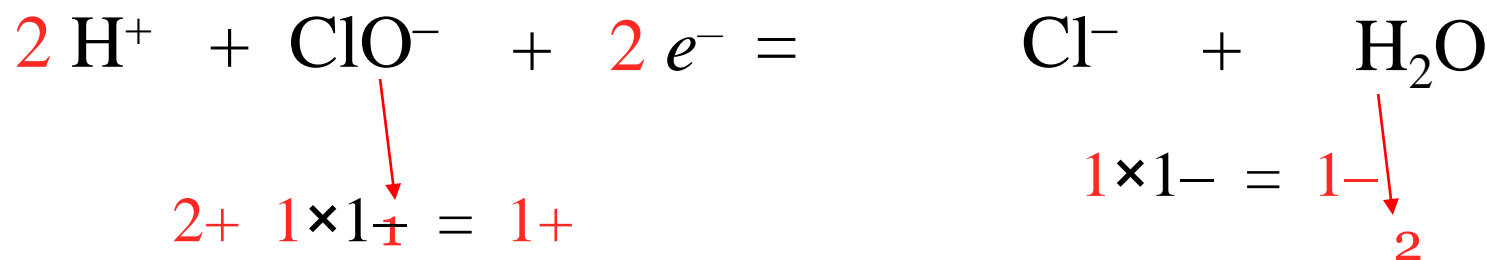 2 H⁺ + ClO⁻ + 2 e⁻ = Cl⁻ + H₂O
1×1– = 1–
2+ 1×1– 1 = 1+
2